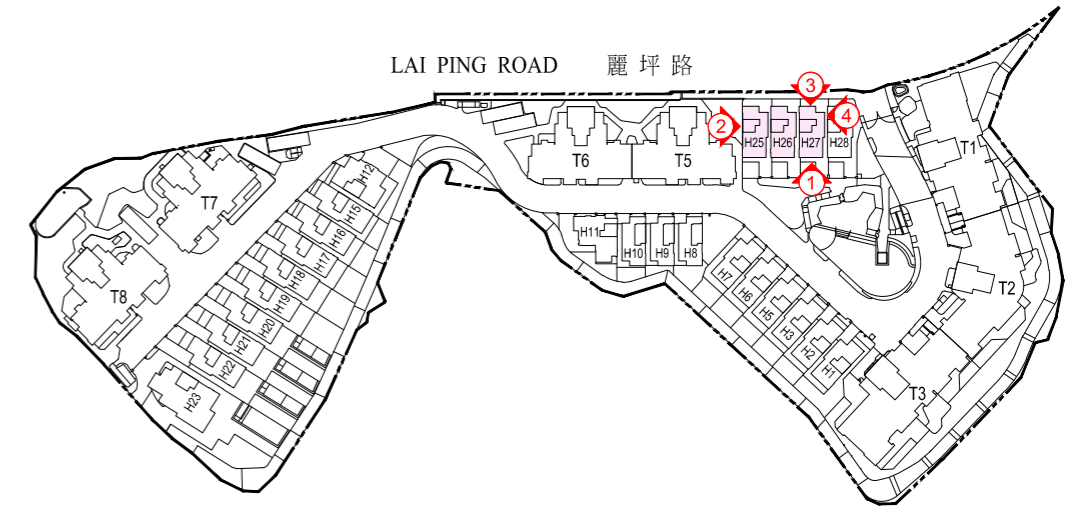 LAI PING ROAD 麗坪路
3
2
4
H25
H26
H27
H28
1
T1
T6
T5
T7
H12
H15
H16
H17
H18
H19
H20
H21
H22
H23
T8
H11
H10
H9
H8
H7
H6
H5
H3
H2
H1
T2
T3